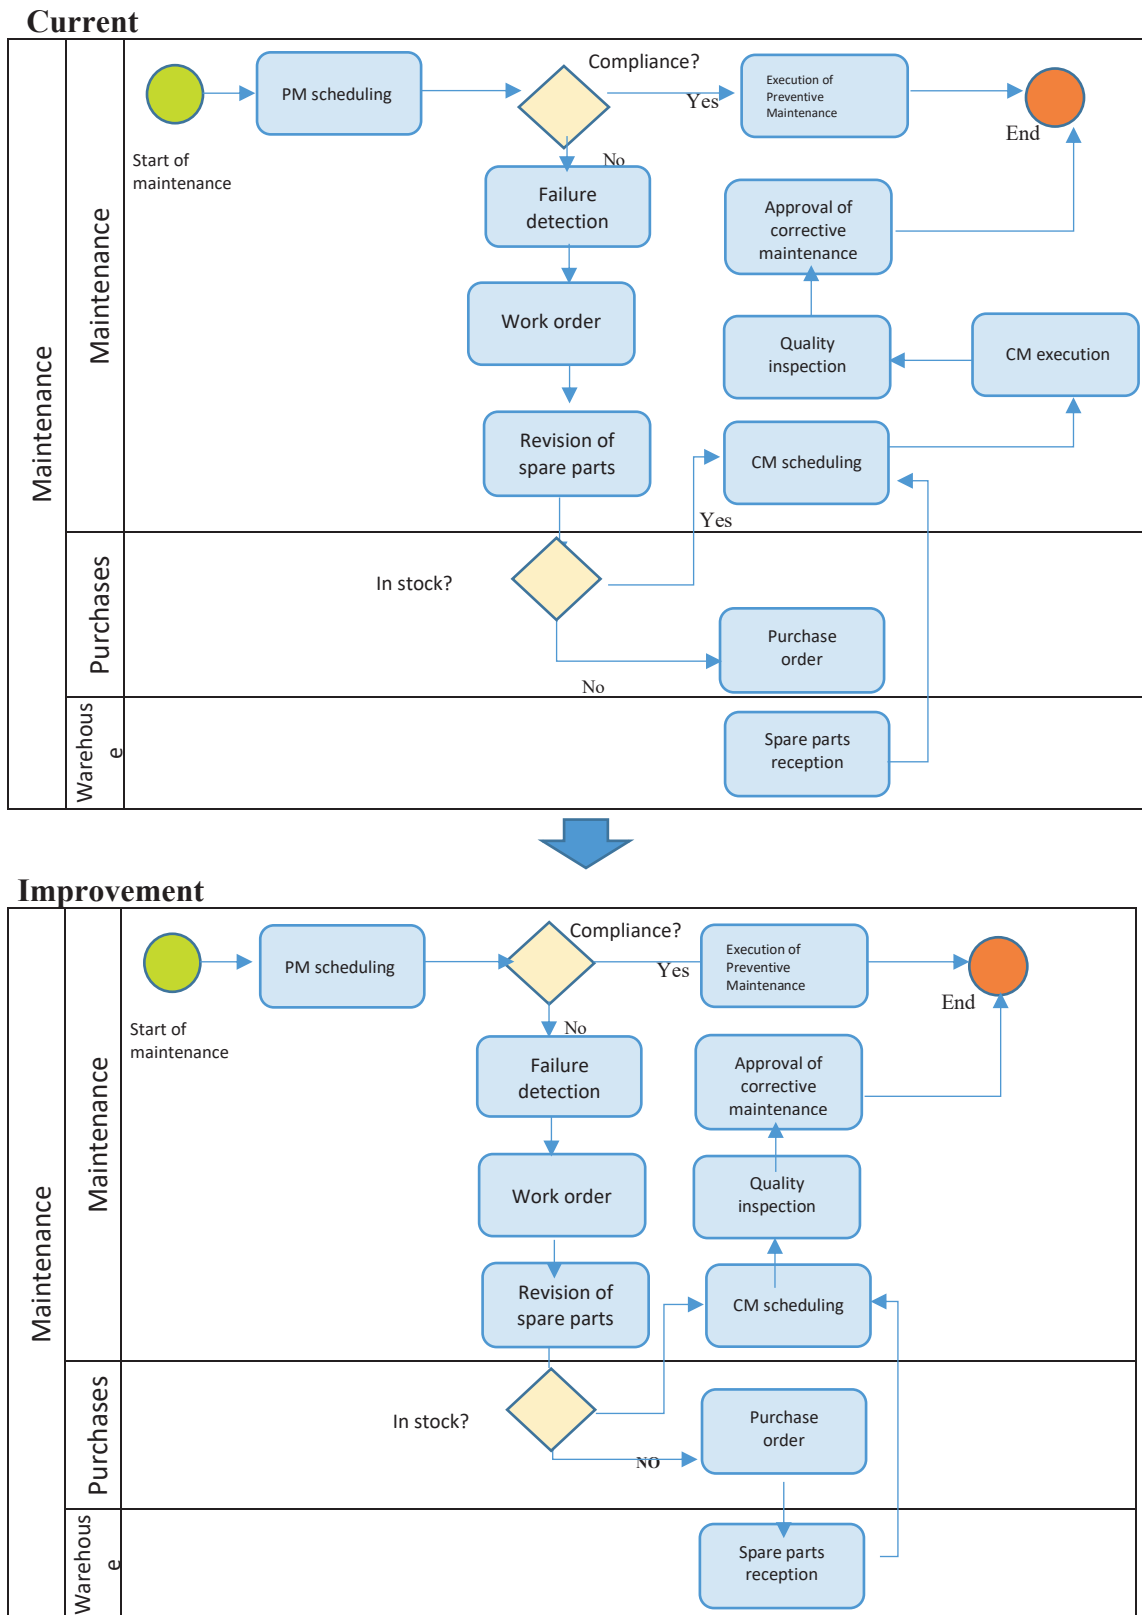 Current
Maintenance
Maintenance
Start of
maintenance
PM scheduling
Compliance?
Yes
No
Execution of
Preventive
Maintenance
End
Failure
detection
Approval of
corrective
maintenance
Work order
Quality
inspection
CM execution
Revision of
spare parts
CM scheduling
Yes
Purchases
In stock?
Purchase
order
No
Warehous
e
Spare parts
reception
Improvement
Maintenance
Maintenance
Start of
maintenance
PM scheduling
Compliance?
Yes
No
Execution of
Preventive
Maintenance
End
Failure
detection
Approval of
corrective
maintenance
Work order
Quality
inspection
Revision of
spare parts
CM scheduling
Purchases
In stock?
Purchase
order
NO
Warehous
e
Spare parts
reception